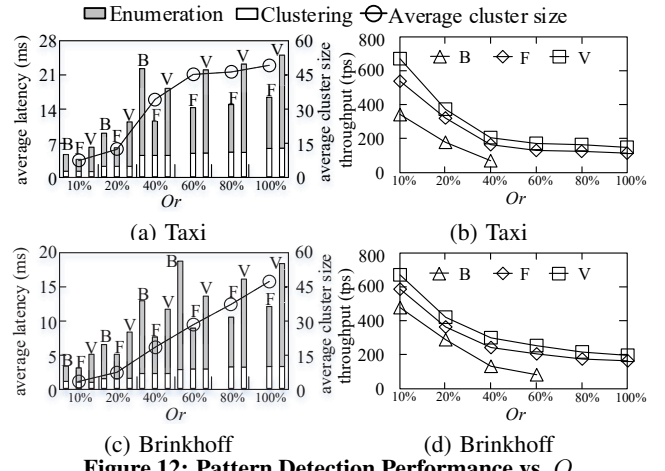 Enumeration Clustering Average cluster size
average latency (ms)
28
21
14
7
0
B F V B F V B F V F V F V F V
60
45
30
15
0
average cluster size
10% 20% 40% 60% 80% 100%
Or
(a) Taxi
throughput (tps)
800
600
400
200
0
B F V
10% 20% 40% 60% 80% 100%
Or
(b) Taxi
average latency (ms)
20
15
10
5
0
B F V B F V B F V B F V F V F V
60
45
30
15
0
average cluster size
10% 20% 40% 60% 80% 100%
Or
(c) Brinkhoff
throughput (tps)
800
600
400
200
0
B F V
10% 20% 40% 60% 80% 100%
Or
(d) Brinkhoff
Figure 12: Pattern Detection Performance vs. O